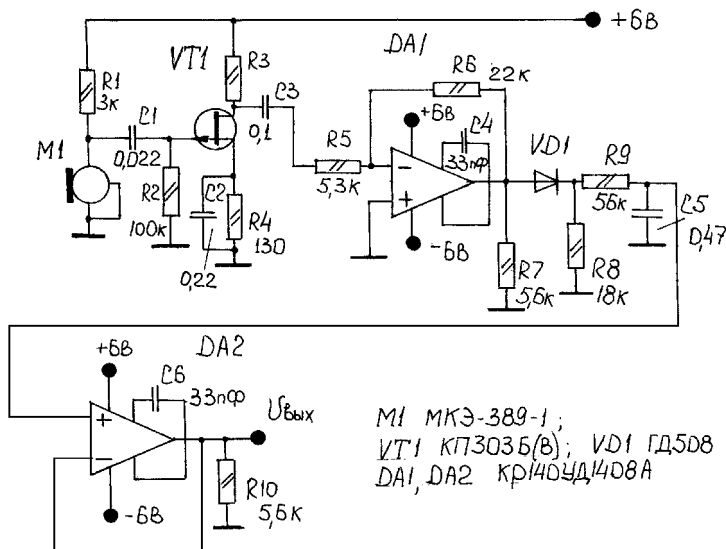 +6В
VT1
DA1
R1
3к
R3
R6
22к
C1
0,022
C3
0,1
+6В
C4
33пФ
VD1
R9
56к
M1
R2
100к
C2
0,22
R4
130
R5
5,3к
-6В
R7
5,6к
R8
18к
C5
0,47
+6В
DA2
C6
33пФ
Uвых
-6В
R10
5,6к
М1 МКЭ-389-1;
VT1 КП303Б(В); VD1 ГД508
DA1, DA2 КР140УД1408А